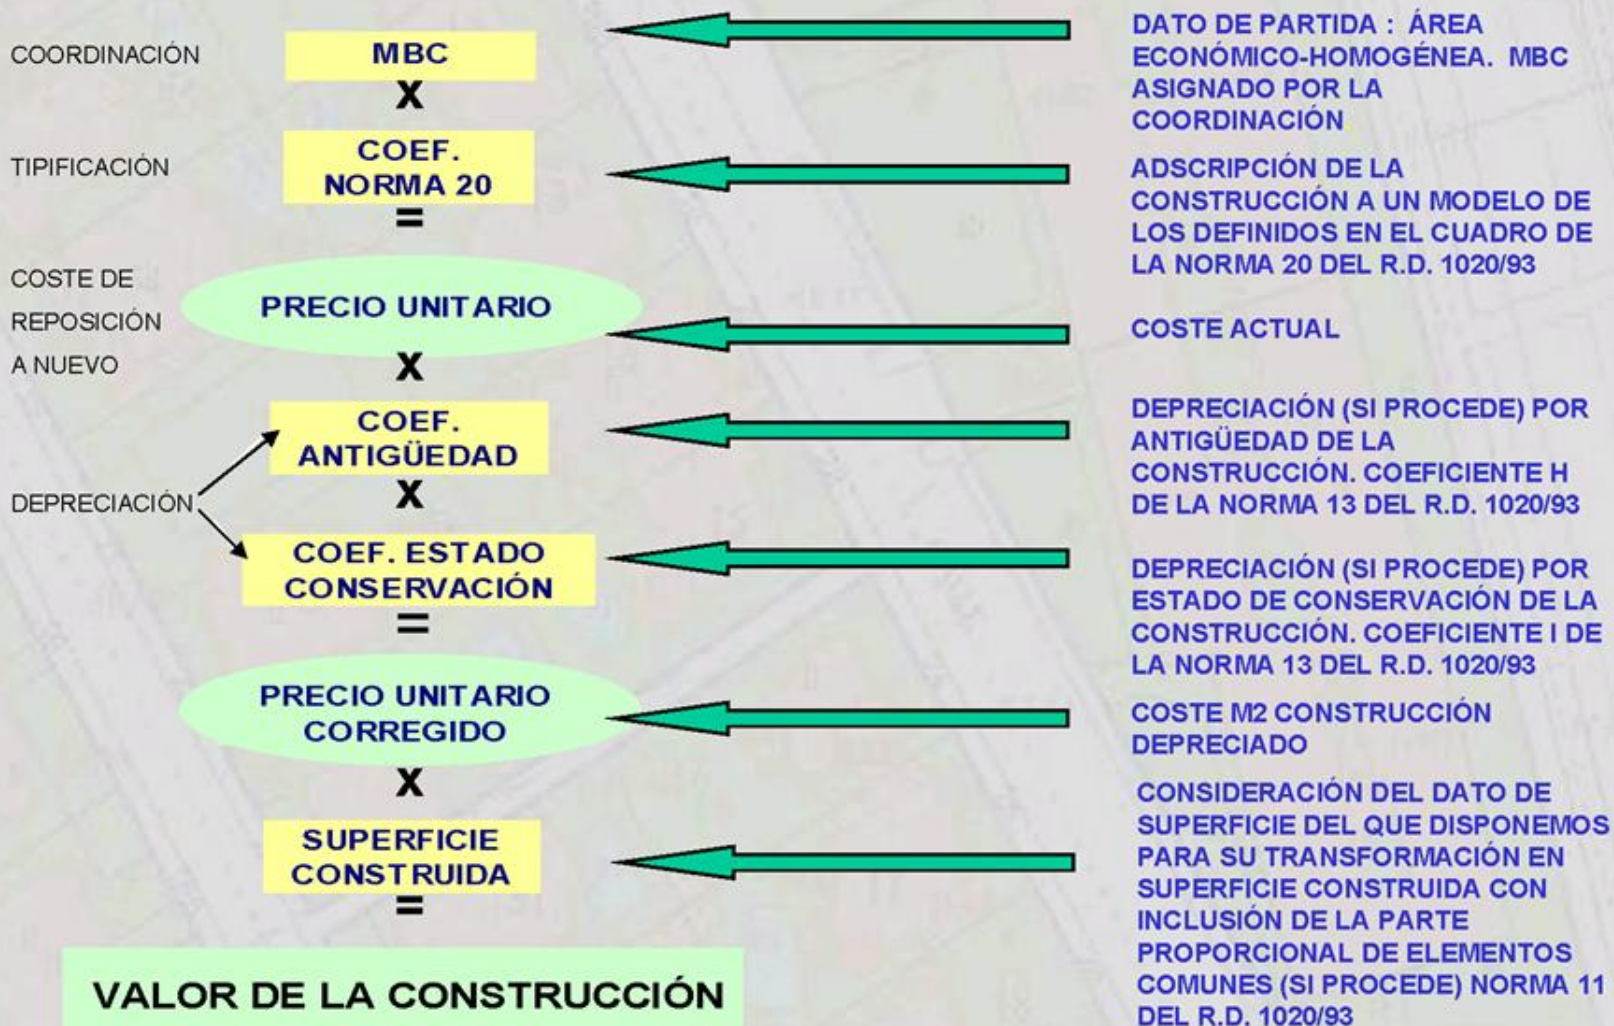 COORDINACIÓN
MBC
X
DATO DE PARTIDA : ÁREA
ECONÓMICO-HOMOGÉNEA. MBC
ASIGNADO POR LA
COORDINACIÓN
TIPIFICACIÓN
COEF.
NORMA 20
=
ADSCRIPCIÓN DE LA
CONSTRUCCIÓN A UN MODELO DE
LOS DEFINIDOS EN EL CUADRO DE
LA NORMA 20 DEL R.D. 1020/93
COSTE DE
REPOSICIÓN
A NUEVO
PRECIO UNITARIO
X
COSTE ACTUAL
DEPRECIACIÓN
COEF.
ANTIGÜEDAD
X
DEPRECIACIÓN (SI PROCEDE) POR
ANTIGÜEDAD DE LA
CONSTRUCCIÓN. COEFICIENTE H
DE LA NORMA 13 DEL R.D. 1020/93
COEF. ESTADO
CONSERVACIÓN
=
DEPRECIACIÓN (SI PROCEDE) POR
ESTADO DE CONSERVACIÓN DE LA
CONSTRUCCIÓN. COEFICIENTE I DE
LA NORMA 13 DEL R.D. 1020/93
PRECIO UNITARIO
CORREGIDO
X
COSTE M2 CONSTRUCCIÓN
DEPRECIADO
SUPERFICIE
CONSTRUIDA
=
CONSIDERACIÓN DEL DATO DE
SUPERFICIE DEL QUE DISPONEMOS
PARA SU TRANSFORMACIÓN EN
SUPERFICIE CONSTRUIDA CON
INCLUSIÓN DE LA PARTE
PROPORCIONAL DE ELEMENTOS
COMUNES (SI PROCEDE) NORMA 11
DEL R.D. 1020/93
VALOR DE LA CONSTRUCCIÓN